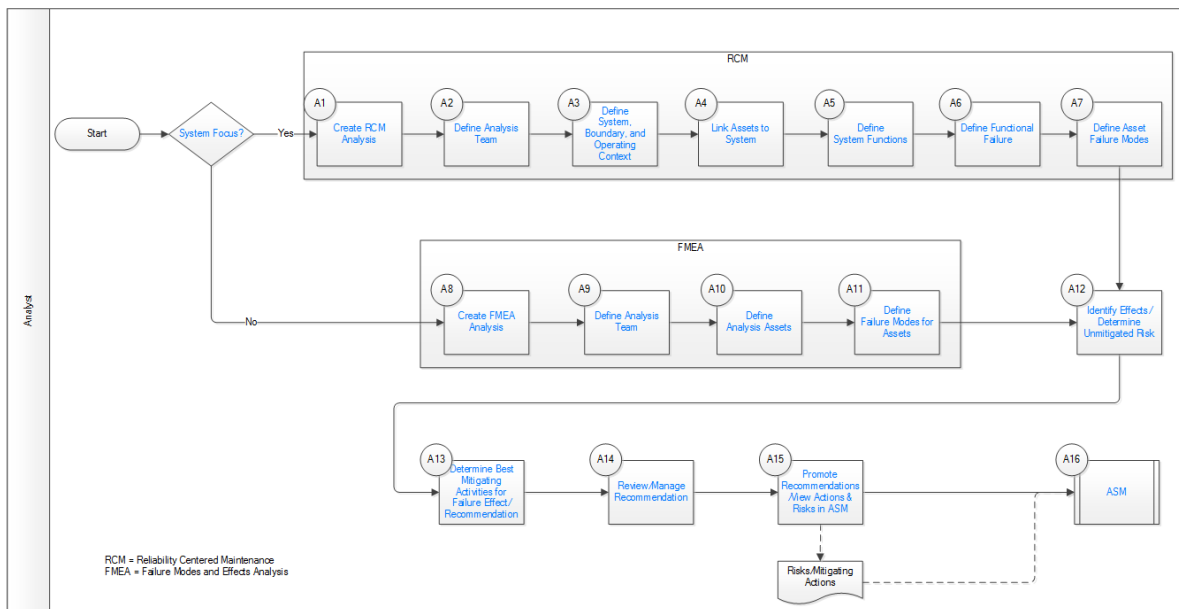 Analyst
RCM
Start
System Focus?
Yes
A1
Create RCM
Analysis
A2
Define Analysis
Team
A3
Define
System,
Boundary, and
Operating
Context
A4
Link Assets to
System
A5
Define
System Functions
A6
Define Functional
Failure
A7
Define Asset
Failure Modes
FMEA
No
A8
Create FMEA
Analysis
A9
Define Analysis
Team
A10
Define
Analysis Assets
A11
Define
Failure Modes for
Assets
A12
Identify Effects /
Determine
Unmitigated Risk
A13
Determine Best
Mitigating
Activities for
Failure Effect/
Recommendation
A14
Review/Manage
Recommendation
A15
Promote
Recommendations
/View Actions &
Risks in ASM
A16
ASM
Risks/Mitigating
Actions
RCM = Reliability Centered Maintenance
FMEA = Failure Modes and Effects Analysis